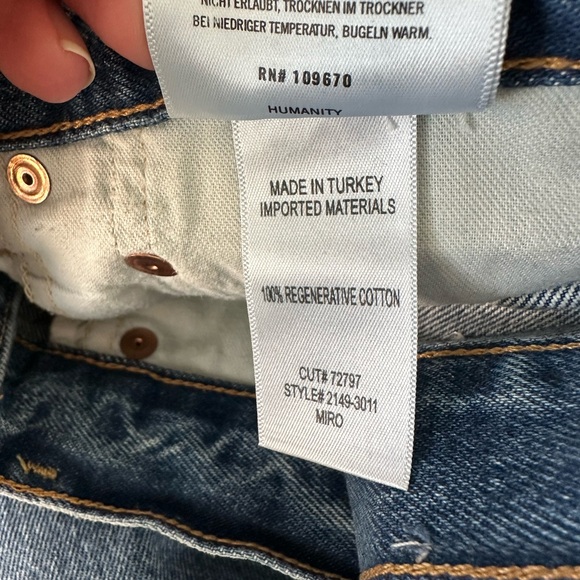 NICHT ERLAUBT, TROCKNEN IM TROCKNER
BEI NIEDRIGER TEMPERATUR, BUGELN WARM.
RN# 109670
HUMANITY
MADE IN TURKEY
IMPORTED MATERIALS
100% REGENERATIVE COTTON
CUT# 72797
STYLE# 2149-3011
MIRO